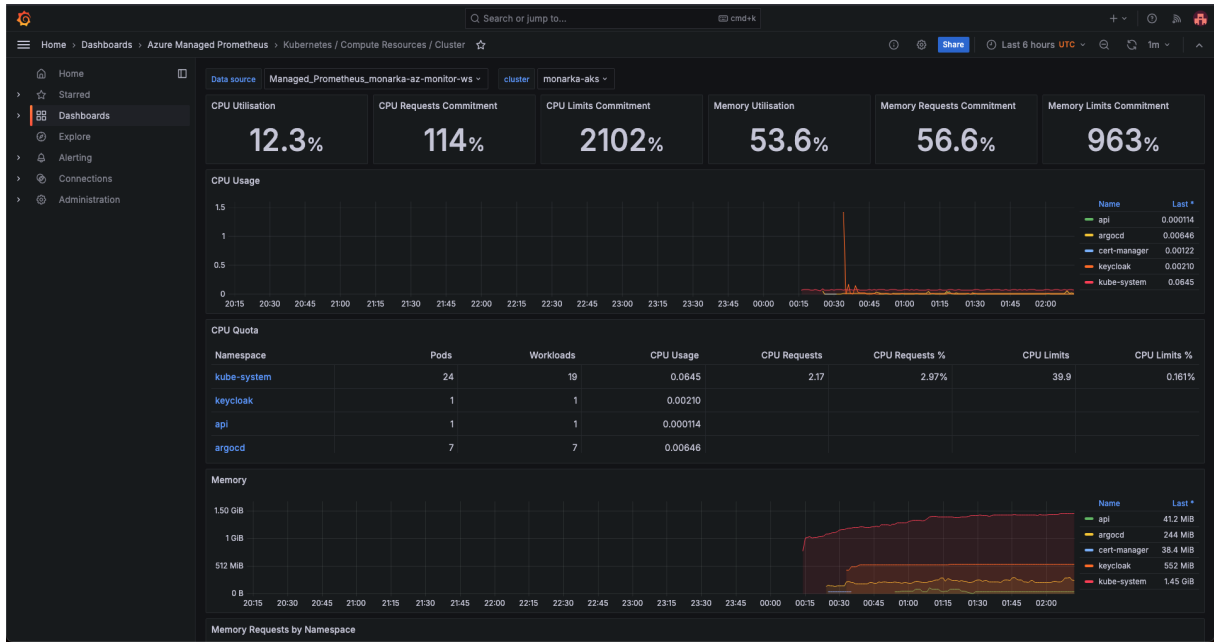 Search or jump to... cmd+k
Home › Dashboards › Azure Managed Prometheus › Kubernetes / Compute Resources / Cluster
Share Last 6 hours UTC 1m
Home
Starred
Dashboards
Explore
Alerting
Connections
Administration
Data source Managed_Prometheus_monarka-az-monitor-ws cluster monarka-aks
CPU Utilisation CPU Requests Commitment CPU Limits Commitment Memory Utilisation Memory Requests Commitment Memory Limits Commitment
12.3% 114% 2102% 53.6% 56.6% 963%
CPU Usage
1.5
1
0.5
0
20:15 20:30 20:45 21:00 21:15 21:30 21:45 22:00 22:15 22:30 22:45 23:00 23:15 23:30 23:45 00:00 00:15 00:30 00:45 01:00 01:15 01:30 01:45 02:00
Name Last *
api 0.000114
argocd 0.00646
cert-manager 0.00122
keycloak 0.00210
kube-system 0.0645
CPU Quota
Namespace Pods Workloads CPU Usage CPU Requests CPU Requests % CPU Limits CPU Limits %
kube-system 24 19 0.0645 2.17 2.97% 39.9 0.161%
keycloak 1 1 0.00210
api 1 1 0.000114
argocd 7 7 0.00646
Memory
1.50 GiB
1 GiB
512 MiB
0 B
20:15 20:30 20:45 21:00 21:15 21:30 21:45 22:00 22:15 22:30 22:45 23:00 23:15 23:30 23:45 00:00 00:15 00:30 00:45 01:00 01:15 01:30 01:45 02:00
Name Last *
api 41.2 MiB
argocd 244 MiB
cert-manager 38.4 MiB
keycloak 552 MiB
kube-system 1.45 GiB
Memory Requests by Namespace